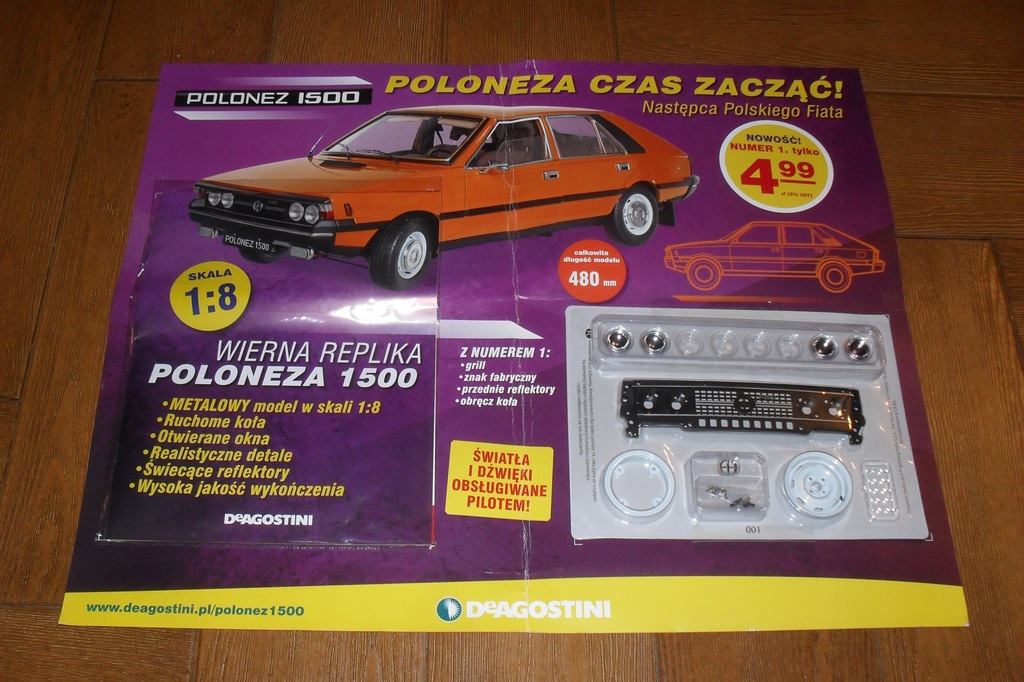 POLONEZ 1500
POLONEZA CZAS ZACZĄĆ!
Następca Polskiego Fiata
NOWOŚĆ!
NUMER 1. tylko
4 99
zł (5% VAT)
POLONEZ 1500
całkowita
długość modelu
480 mm
SKALA
1:8
WIERNA REPLIKA
POLONEZA 1500
• METALOWY model w skali 1:8
• Ruchome koła
• Otwierane okna
• Realistyczne detale
• Świecące reflektory
• Wysoka jakość wykończenia
DeAGOSTINI
Z NUMEREM 1:
• grill
• znak fabryczny
• przednie reflektory
• obręcz koła
ŚWIATŁA
I DŹWIĘKI
OBSŁUGIWANE
PILOTEM!
001
www.deagostini.pl/polonez1500
DeAGOSTINI